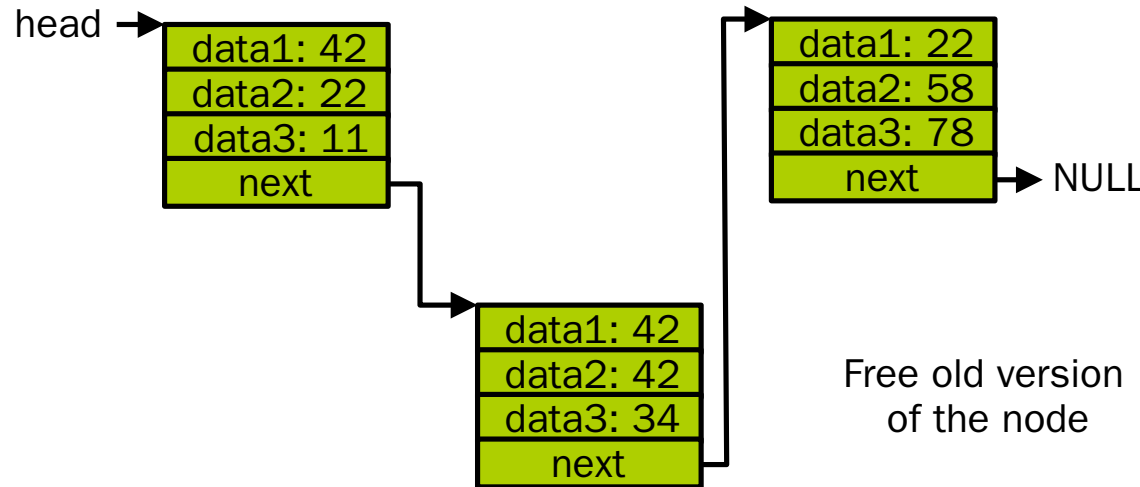 head
data1: 42
data2: 22
data3: 11
next
data1: 42
data2: 42
data3: 34
next
data1: 22
data2: 58
data3: 78
next
NULL
Free old version
of the node